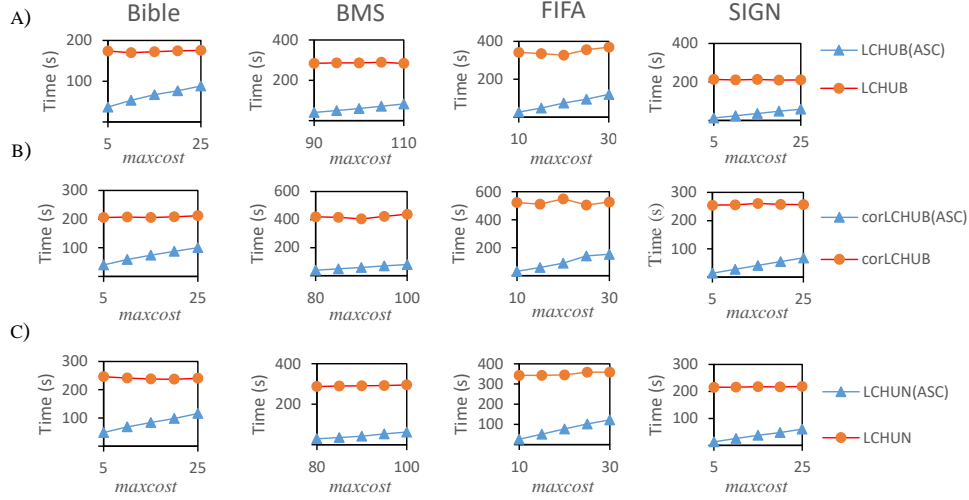 A)
Bible
BMS
FIFA
SIGN
Time (s)
200
100
5
25
maxcost
Time (s)
400
200
90
110
maxcost
Time (s)
400
200
10
30
maxcost
Time (s)
400
200
5
25
maxcost
LCHUB(ASC)
LCHUB
B)
Time (s)
300
200
100
5
25
maxcost
Time (s)
600
400
200
80
100
maxcost
Time (s)
600
400
200
10
30
maxcost
Time (s)
300
200
100
5
25
maxcost
corLCHUB(ASC)
corLCHUB
C)
Time (s)
300
200
100
5
25
maxcost
Time (s)
400
200
80
100
maxcost
Time (s)
400
300
200
100
10
30
maxcost
Time (s)
300
200
100
5
25
maxcost
LCHUN(ASC)
LCHUN